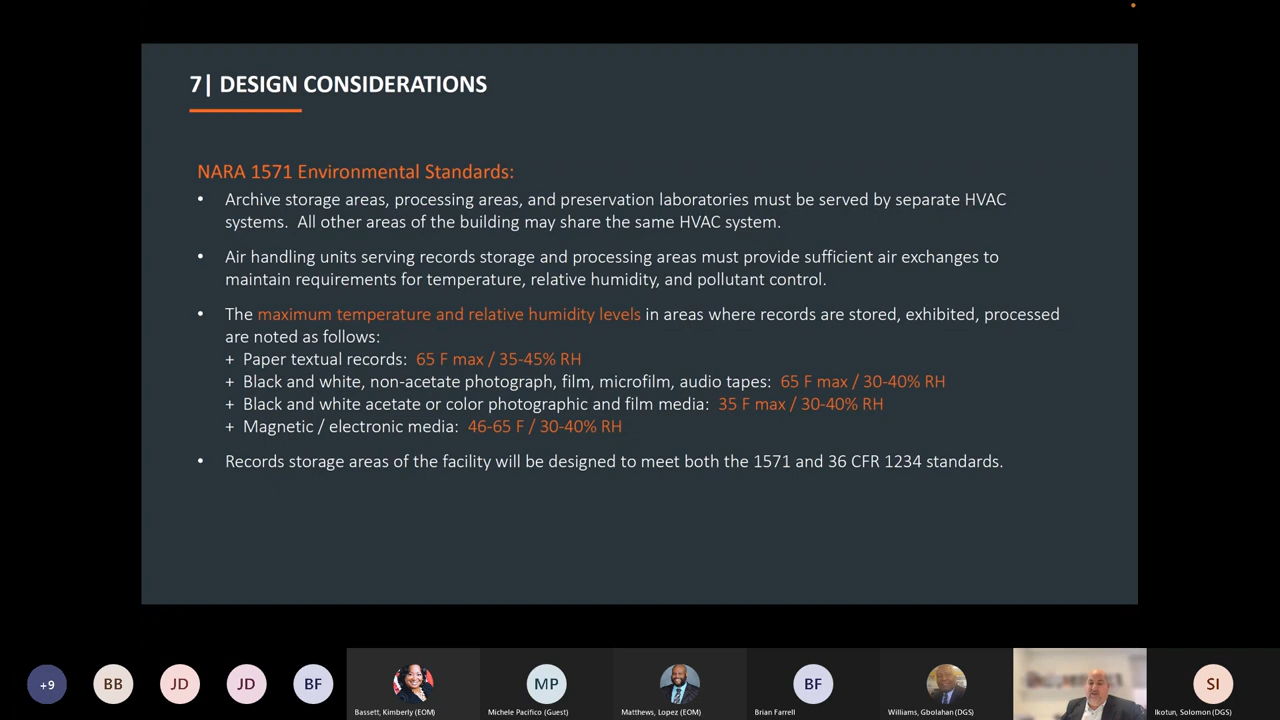 7| DESIGN CONSIDERATIONS
NARA 1571 Environmental Standards:
• Archive storage areas, processing areas, and preservation laboratories must be served by separate HVAC
systems. All other areas of the building may share the same HVAC system.
• Air handling units serving records storage and processing areas must provide sufficient air exchanges to
maintain requirements for temperature, relative humidity, and pollutant control.
• The maximum temperature and relative humidity levels in areas where records are stored, exhibited, processed
are noted as follows:
+ Paper textual records: 65 F max / 35-45% RH
+ Black and white, non-acetate photograph, film, microfilm, audio tapes: 65 F max / 30-40% RH
+ Black and white acetate or color photographic and film media: 35 F max / 30-40% RH
+ Magnetic / electronic media: 46-65 F / 30-40% RH
• Records storage areas of the facility will be designed to meet both the 1571 and 36 CFR 1234 standards.
+9 BB JD JD BF MP BF SI
Bassett, Kimberly (EOM) Michele Pacifico (Guest) Matthews, Lopez (EOM) Brian Farrell Williams, Gbolahan (DGS) Ikotun, Solomon (DGS)